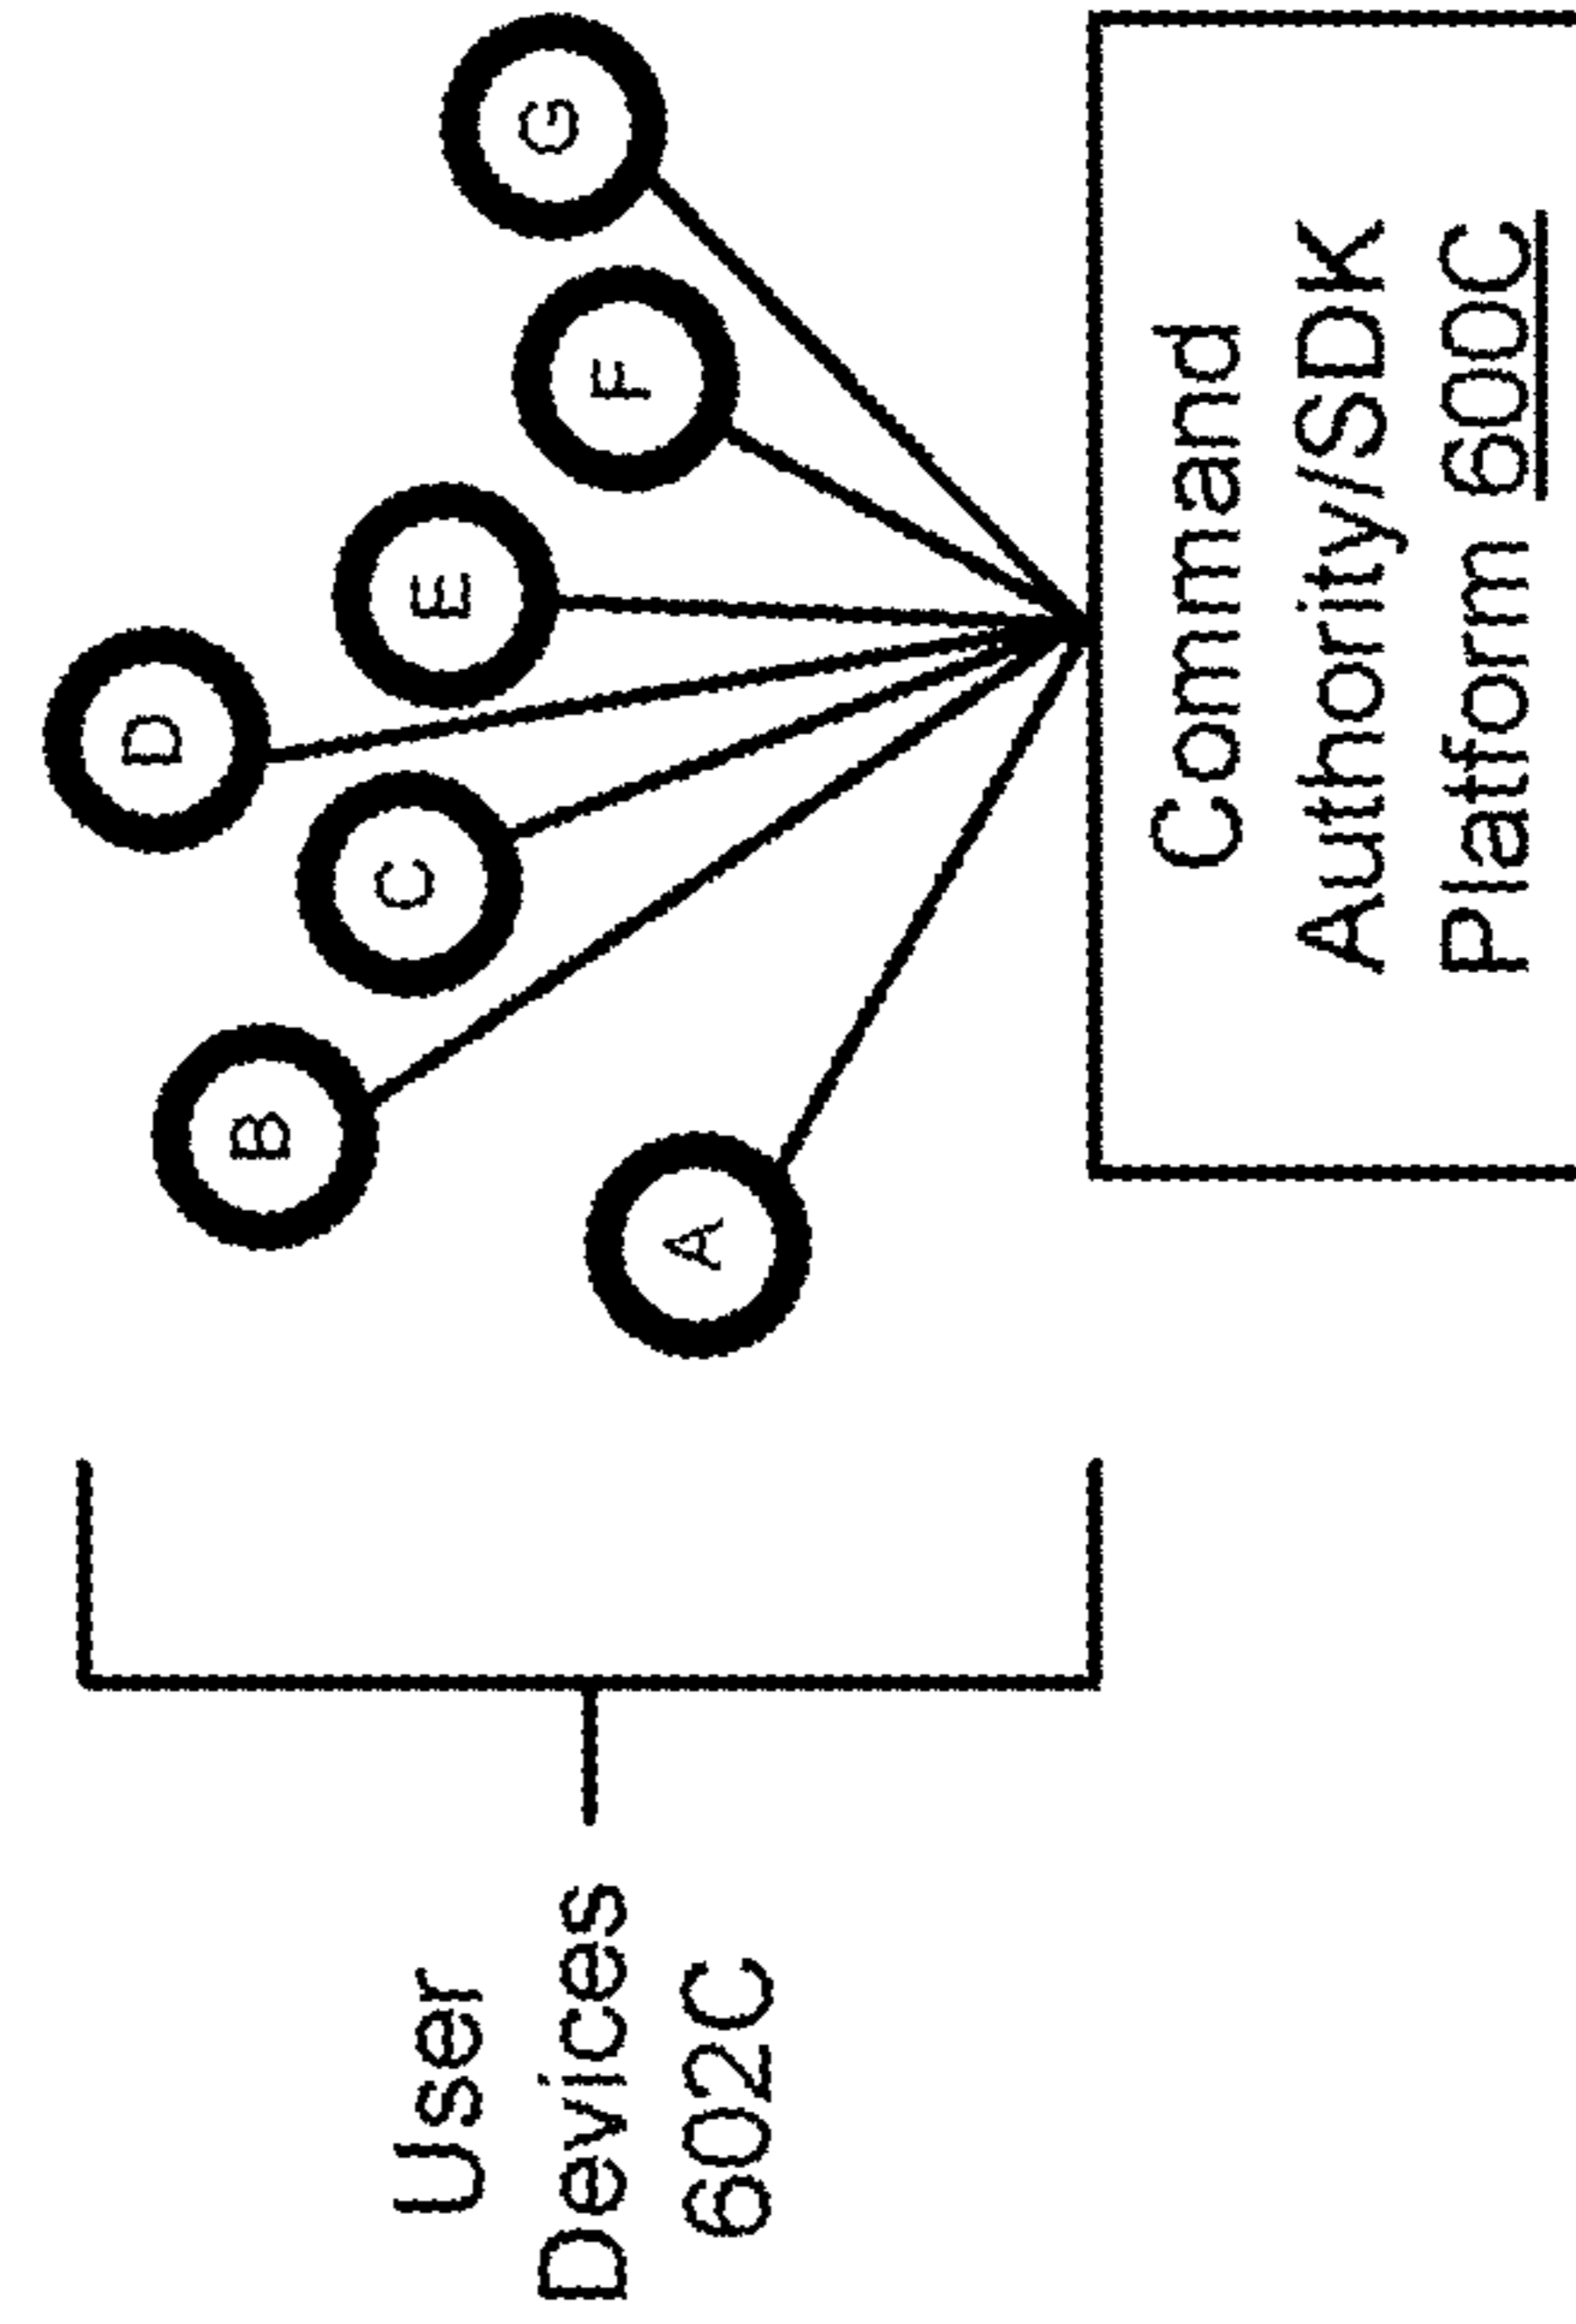 User
Devices
602C
A
B
C
D
E
F
G
Command
Authority/SDK
Platform 600C